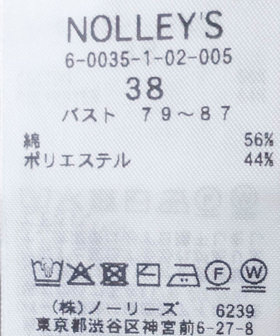 NOLLEY'S
6-0035-1-02-005
38
バスト 79～87
綿 56%
ポリエステル 44%
(株)ノーリーズ 6239
東京都渋谷区神宮前6-27-8